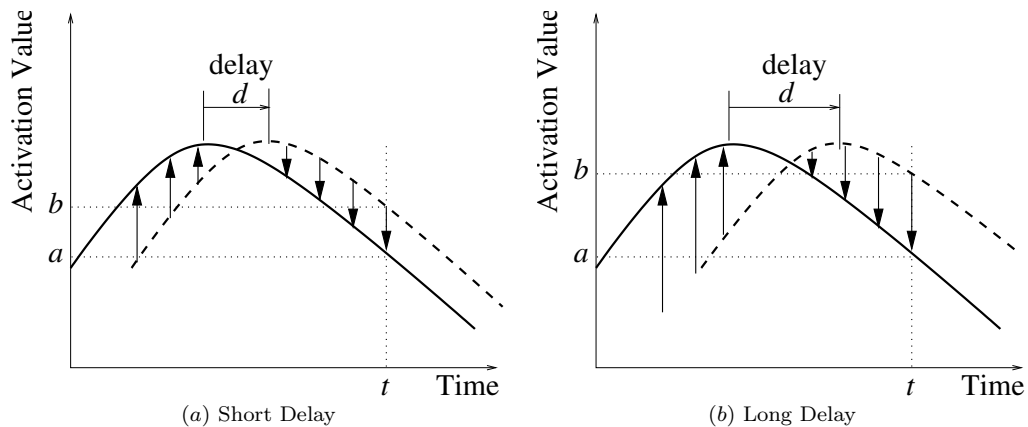 Activation Value
delay
d
b
a
t
Time
(a) Short Delay
Activation Value
delay
d
b
a
t
Time
(b) Long Delay